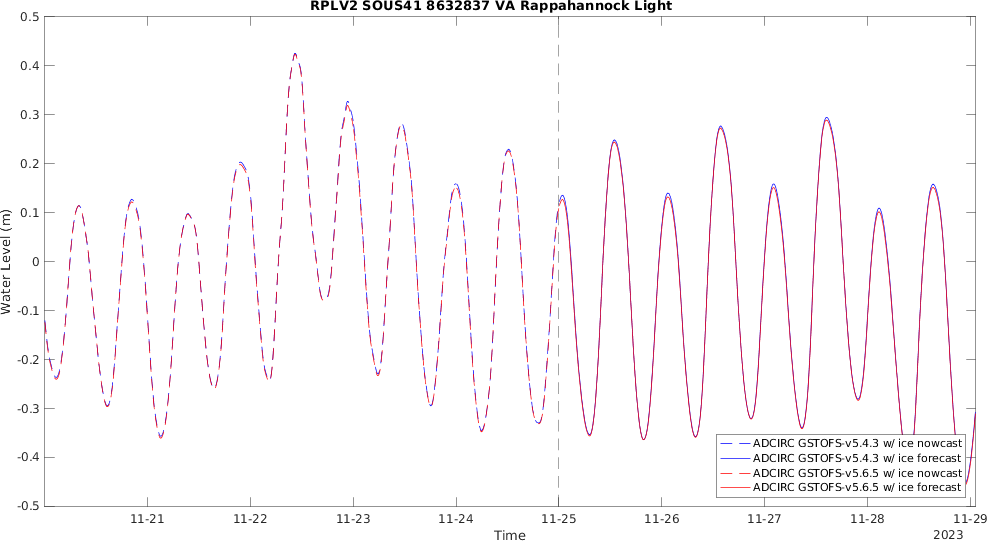 RPLV2 SOUS41 8632837 VA Rappahannock Light
0.5
0.4
0.3
0.2
0.1
0
-0.1
-0.2
-0.3
-0.4
-0.5
Water Level (m)
ADCIRC GSTOFS-v5.4.3 w/ ice nowcast
ADCIRC GSTOFS-v5.4.3 w/ ice forecast
ADCIRC GSTOFS-v5.6.5 w/ ice nowcast
ADCIRC GSTOFS-v5.6.5 w/ ice forecast
11-21 11-22 11-23 11-24 11-25 11-26 11-27 11-28 11-29
Time
2023